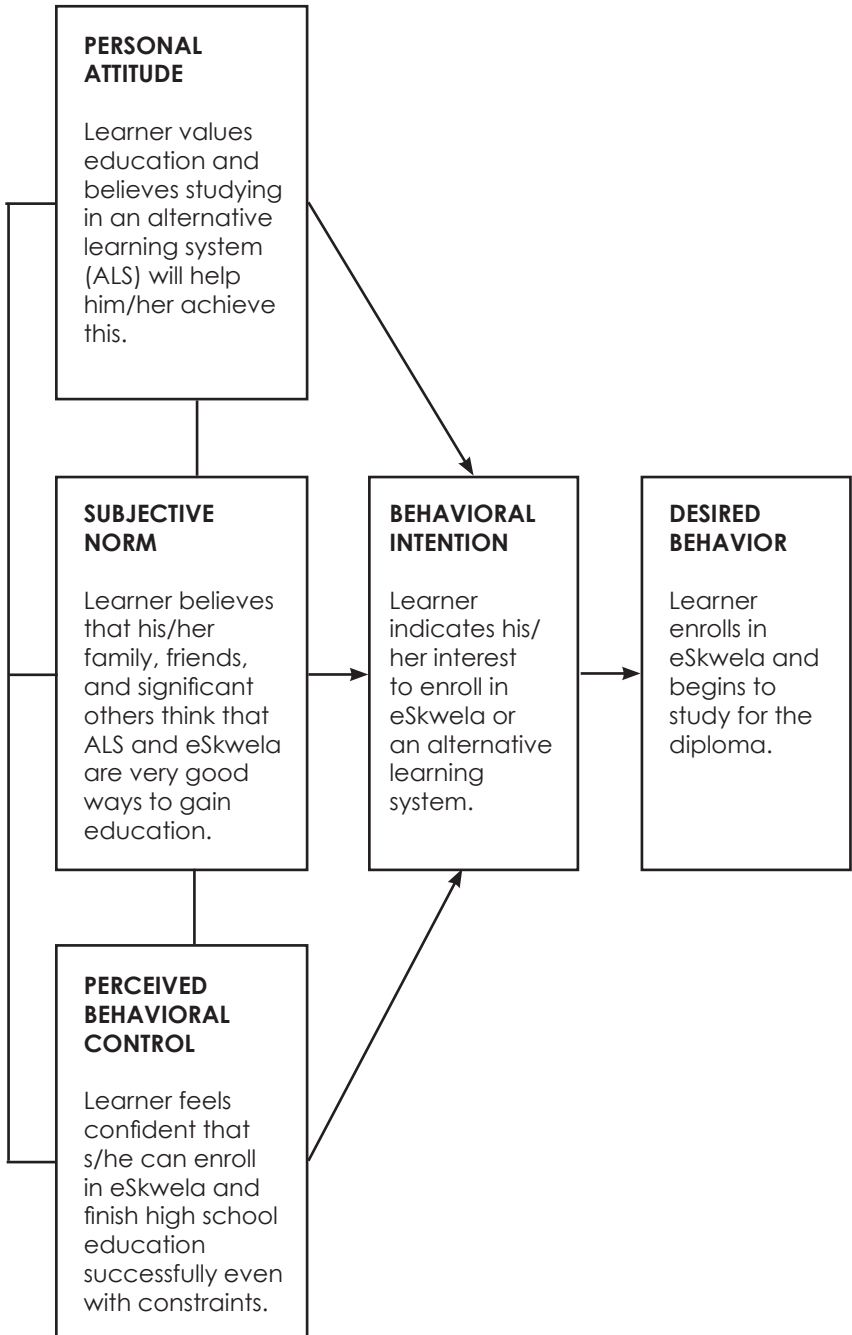 PERSONAL
ATTITUDE
Learner values
education and
believes studying
in an alternative
learning system
(ALS) will help
him/her achieve
this.
SUBJECTIVE
NORM
Learner believes
that his/her
family, friends,
and significant
others think that
ALS and eSkwela
are very good
ways to gain
education.
BEHAVIORAL
INTENTION
Learner
indicates his/
her interest
to enroll in
eSkwela or
an alternative
learning
system.
DESIRED
BEHAVIOR
Learner
enrolls in
eSkwela and
begins to
study for the
diploma.
PERCEIVED
BEHAVIORAL
CONTROL
Learner feels
confident that
s/he can enroll
in eSkwela and
finish high school
education
successfully even
with constraints.